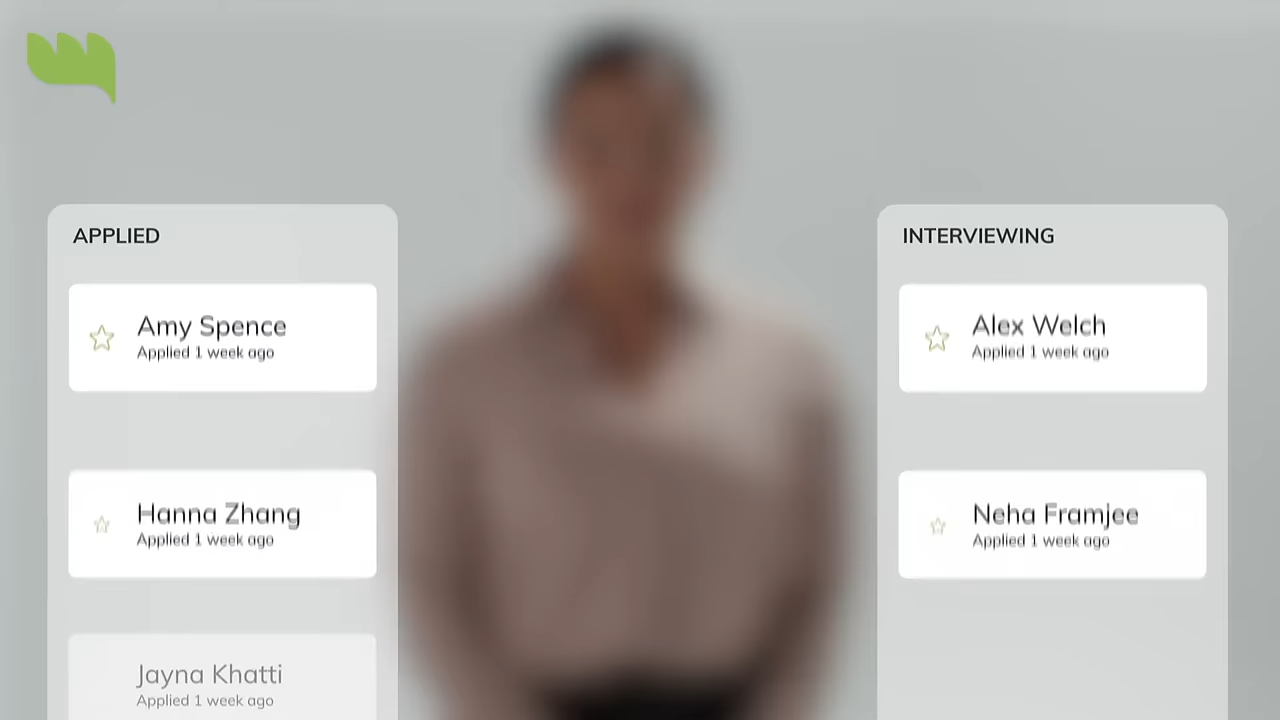 APPLIED
Amy Spence
Applied 1 week ago
Hanna Zhang
Applied 1 week ago
Jayna Khatti
Applied 1 week ago
INTERVIEWING
Alex Welch
Applied 1 week ago
Neha Framjee
Applied 1 week ago